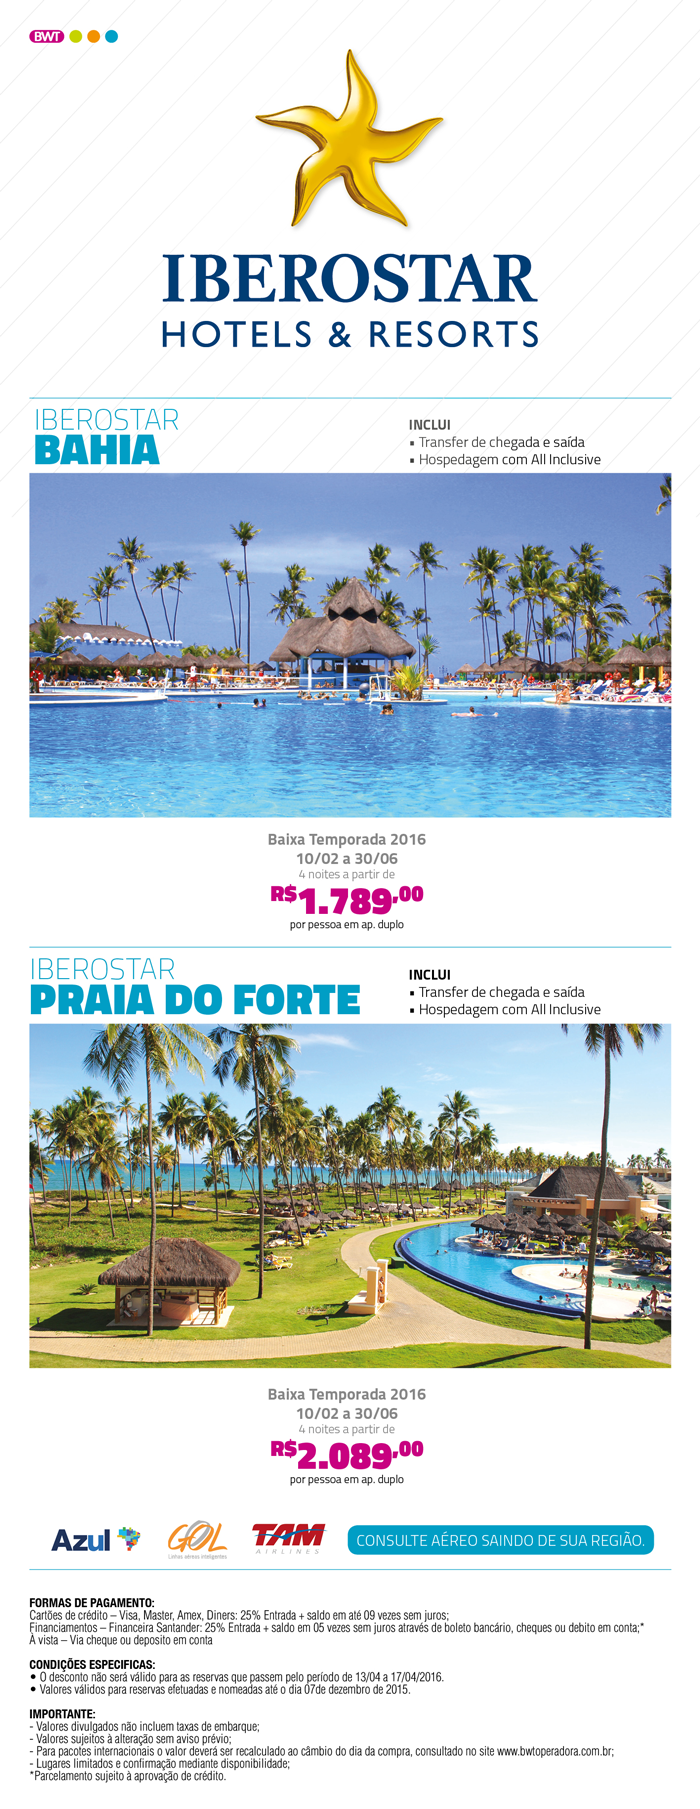 BWT
IBEROSTAR
HOTELS & RESORTS
IBEROSTAR
BAHIA
INCLUI
• Transfer de chegada e saída
• Hospedagem com All Inclusive
Baixa Temporada 2016
10/02 a 30/06
4 noites a partir de
R$1.789,00
por pessoa em ap. duplo
IBEROSTAR
PRAIA DO FORTE
INCLUI
• Transfer de chegada e saída
• Hospedagem com All Inclusive
Baixa Temporada 2016
10/02 a 30/06
4 noites a partir de
R$2.089,00
por pessoa em ap. duplo
Azul
GOL
Linhas aéreas inteligentes
TAM
AIRLINES
CONSULTE AÉREO SAINDO DE SUA REGIÃO.
FORMAS DE PAGAMENTO:
Cartões de crédito – Visa, Master, Amex, Diners: 25% Entrada + saldo em até 09 vezes sem juros;
Financiamentos – Financeira Santander: 25% Entrada + saldo em 05 vezes sem juros através de boleto bancário, cheques ou debito em conta;*
À vista – Via cheque ou deposito em conta
CONDIÇÕES ESPECIFICAS:
• O desconto não será válido para as reservas que passem pelo período de 13/04 a 17/04/2016.
• Valores válidos para reservas efetuadas e nomeadas até o dia 07de dezembro de 2015.
IMPORTANTE:
- Valores divulgados não incluem taxas de embarque;
- Valores sujeitos à alteração sem aviso prévio;
- Para pacotes internacionais o valor deverá ser recalculado ao câmbio do dia da compra, consultado no site www.bwtoperadora.com.br;
- Lugares limitados e confirmação mediante disponibilidade;
*Parcelamento sujeito à aprovação de crédito.